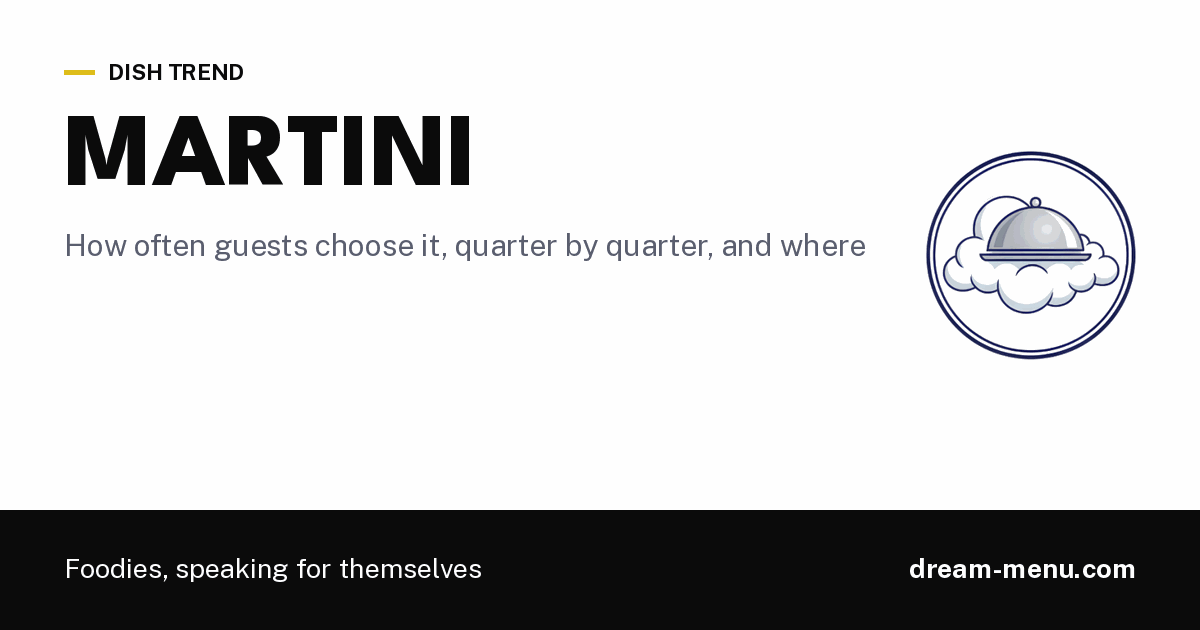 DISH TREND
MARTINI
How often guests choose it, quarter by quarter, and where
Foodies, speaking for themselves
dream-menu.com